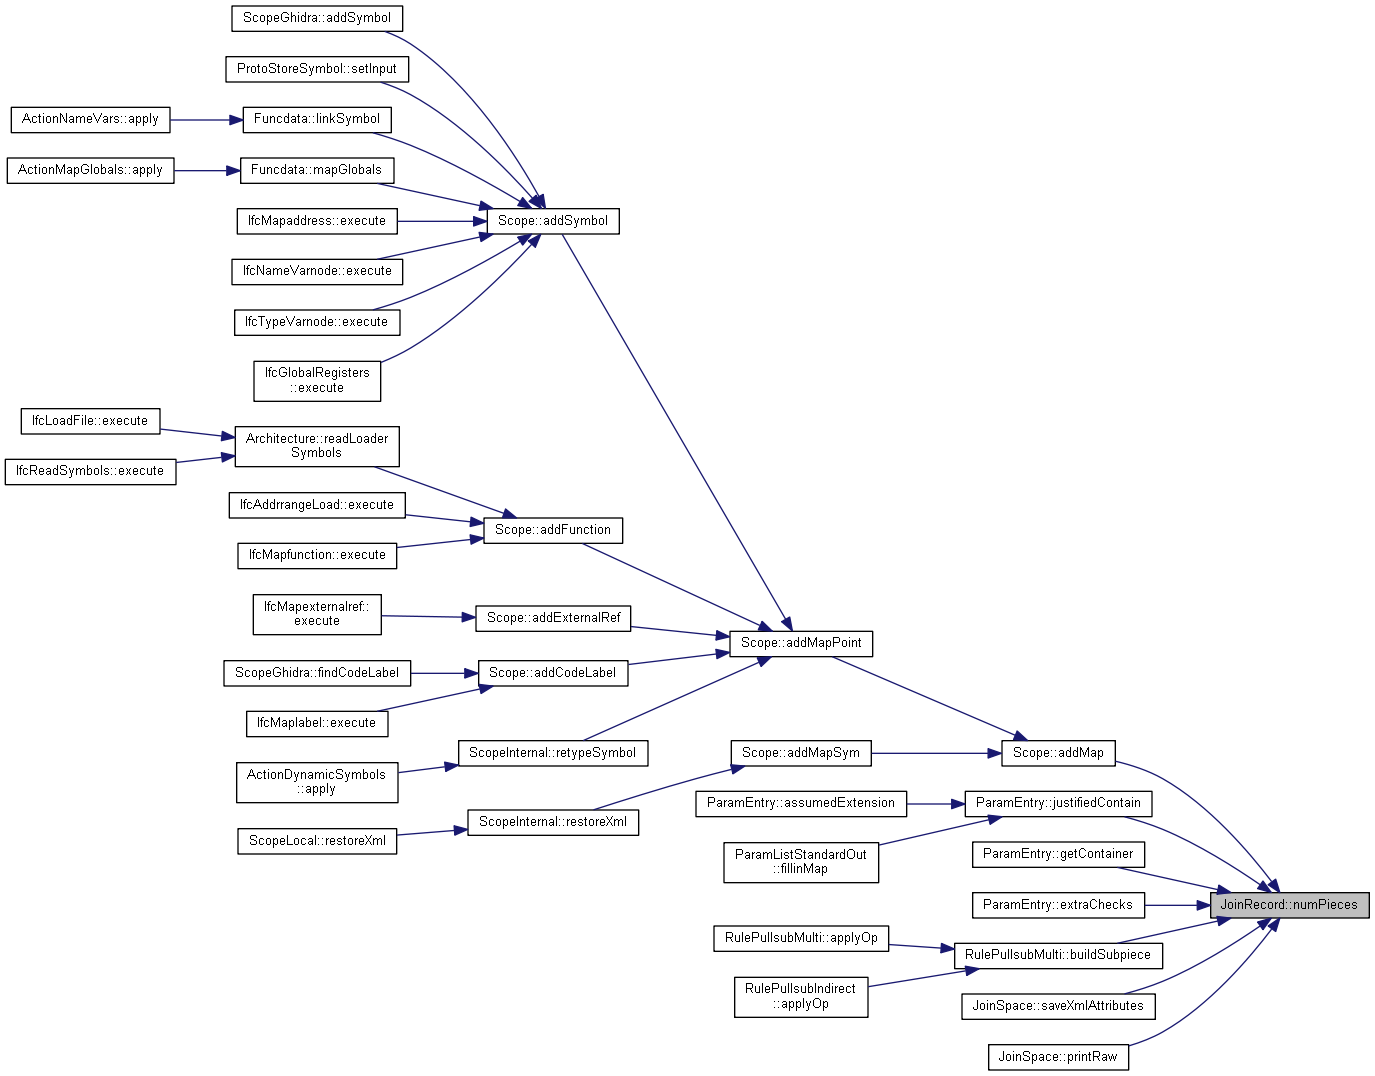 ScopeGhidra::addSymbol
ProtoStoreSymbol::setInput
ActionNameVars::apply
Funcdata::linkSymbol
ActionMapGlobals::apply
Funcdata::mapGlobals
IfcMapaddress::execute
Scope::addSymbol
IfcNameVarnode::execute
IfcTypeVarnode::execute
IfcGlobalRegisters
::execute
IfcLoadFile::execute
Architecture::readLoader
Symbols
IfcReadSymbols::execute
IfcAddrrangeLoad::execute
Scope::addFunction
IfcMapfunction::execute
IfcMapexternalref::
execute
Scope::addExternalRef
Scope::addMapPoint
ScopeGhidra::findCodeLabel
Scope::addCodeLabel
IfcMaplabel::execute
ScopeInternal::retypeSymbol
Scope::addMapSym
Scope::addMap
ActionDynamicSymbols
::apply
ParamEntry::assumedExtension
ParamEntry::justifiedContain
ScopeInternal::restoreXml
ScopeLocal::restoreXml
ParamListStandardOut
::fillinMap
ParamEntry::getContainer
ParamEntry::extraChecks
JoinRecord::numPieces
RulePullsubMulti::applyOp
RulePullsubMulti::buildSubpiece
RulePullsubIndirect
::applyOp
JoinSpace::saveXmlAttributes
JoinSpace::printRaw